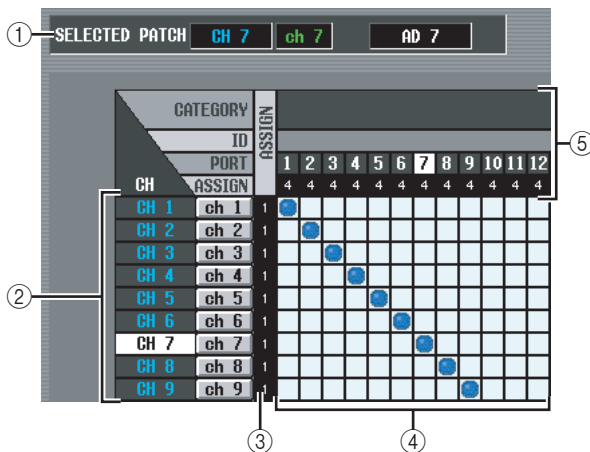 ① SELECTED PATCH CH 7 ch 7 AD 7
CATEGORY
ID
PORT
CH ASSIGN
ASSIGN
1 2 3 4 5 6 7 8 9 10 11 12
4 4 4 4 4 4 4 4 4 4 4 4
⑤
②
CH 1 ch 1 1
CH 2 ch 2 1
CH 3 ch 3 1
CH 4 ch 4 1
CH 5 ch 5 1
CH 6 ch 6 1
CH 7 ch 7 1
CH 8 ch 8 1
CH 9 ch 9 1
③ ④